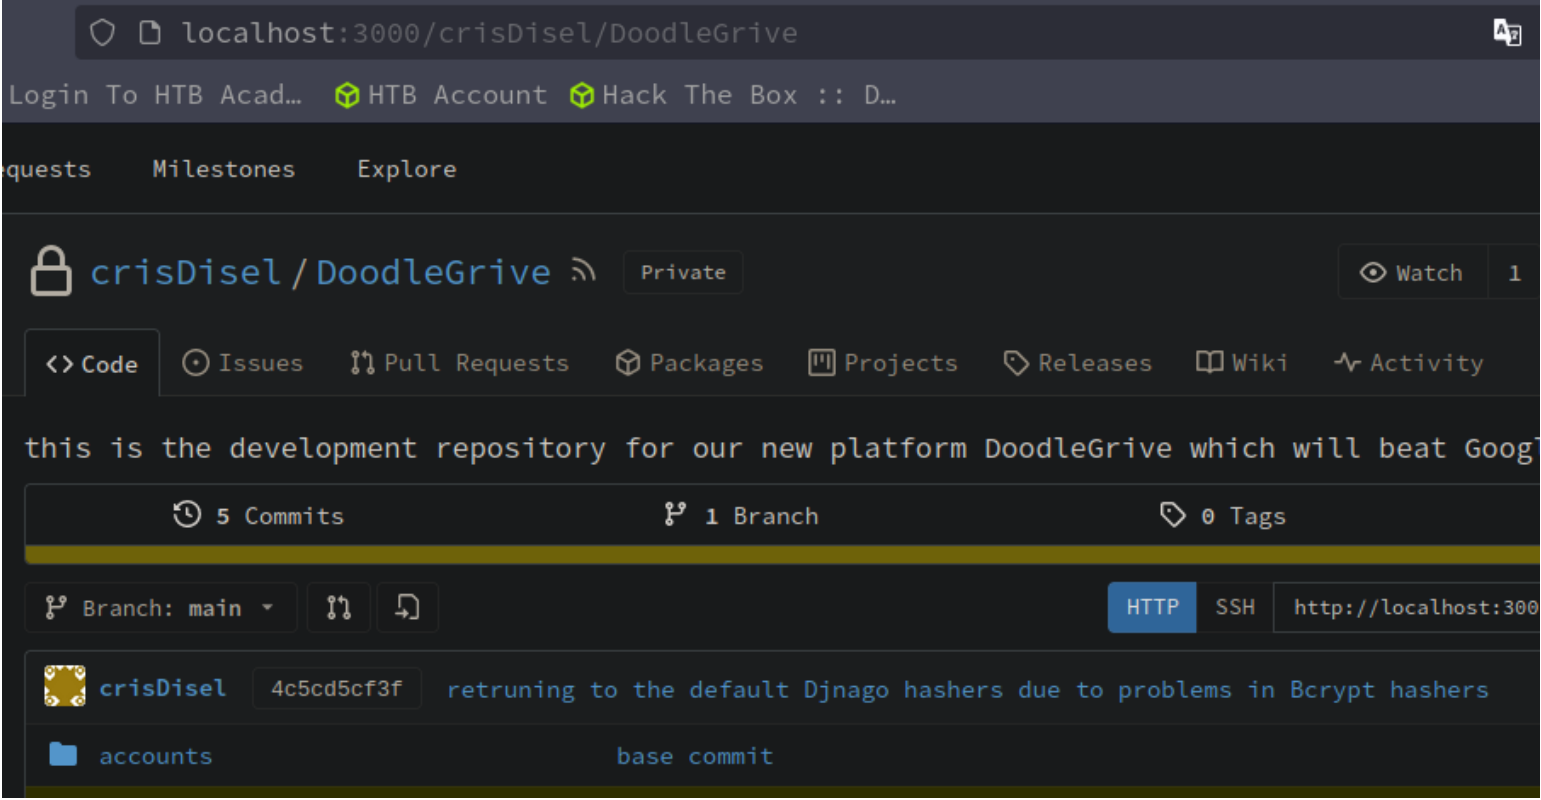 localhost:3000/crisDisel/DoodleGrive
Login To HTB Acad… HTB Account Hack The Box :: D…
equests Milestones Explore
crisDisel/DoodleGrive Private Watch 1
Code Issues Pull Requests Packages Projects Releases Wiki Activity
this is the development repository for our new platform DoodleGrive which will beat Goog
5 Commits 1 Branch 0 Tags
Branch: main HTTP SSH http://localhost:300
crisDisel 4c5cd5cf3f retruning to the default Djnago hashers due to problems in Bcrypt hashers
accounts base commit